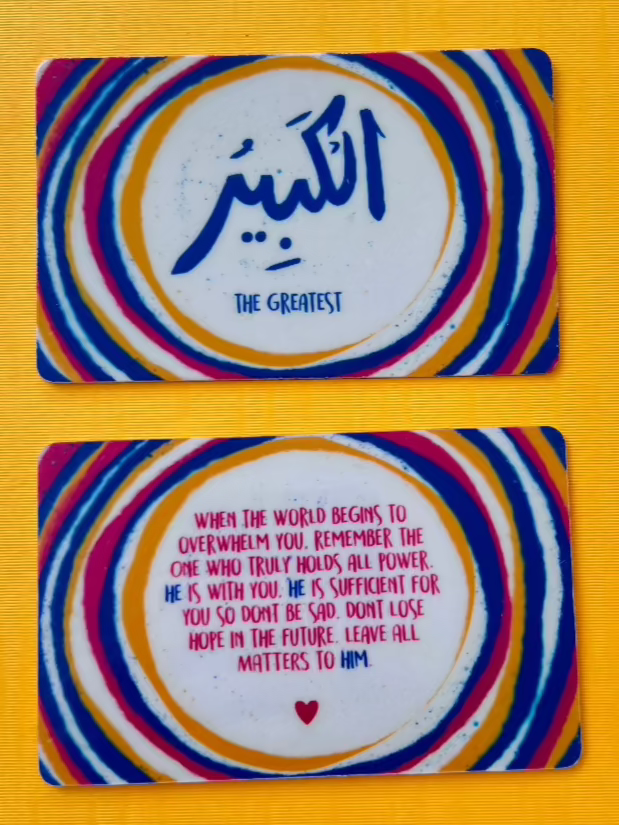 الكبير
THE GREATEST
WHEN THE WORLD BEGINS TO
OVERWHELM YOU. REMEMBER THE
ONE WHO TRULY HOLDS ALL POWER.
HE IS WITH YOU. HE IS SUFFICIENT FOR
YOU SO DONT BE SAD. DONT LOSE
HOPE IN THE FUTURE. LEAVE ALL
MATTERS TO HIM.